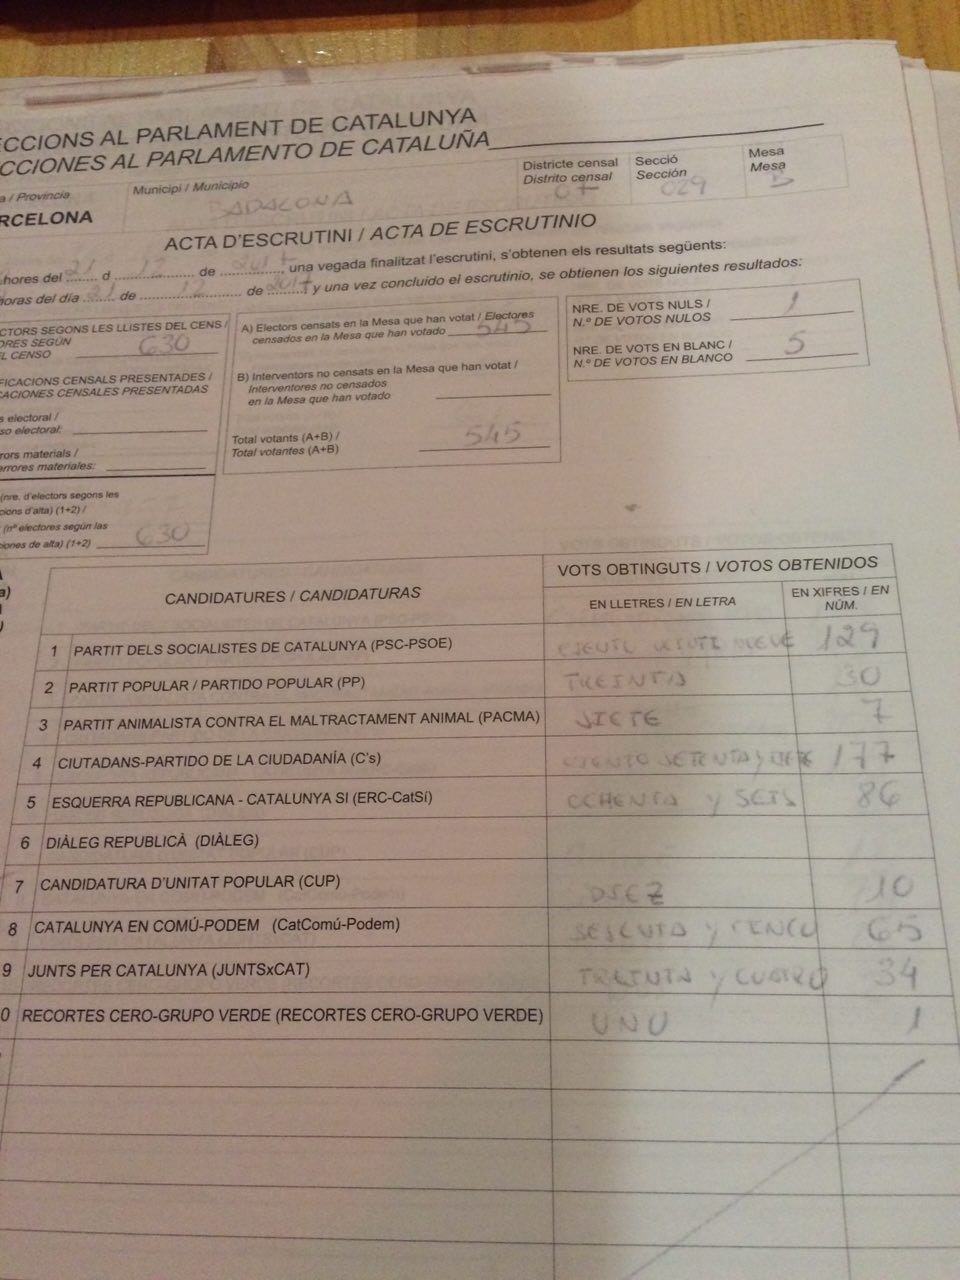 ECCIONS AL PARLAMENT DE CATALUNYA
CCIONES AL PARLAMENTO DE CATALUÑA
a / Provincia
RCELONA
Municipi / Municipio
BADALONA
Districte censal
Distrito censal
07
Secció
Sección
029
Mesa
Mesa
B
ACTA D'ESCRUTINI / ACTA DE ESCRUTINIO
hores del 21 d 12 de 2017, una vegada finalitzat l'escrutini, s'obtenen els resultats següents:
oras del día 21 de 12 de 2017 y una vez concluido el escrutinio, se obtienen los siguientes resultados:
CTORS SEGONS LES LLISTES DEL CENS /
ORES SEGÚN
EL CENSO 630
FICACIONS CENSALS PRESENTADES /
CACIONES CENSALES PRESENTADAS
s electoral /
so electoral:
rors materials /
errores materiales:
(nre. d'electors segons les
cions d'alta) (1+2) /
(nº electores según las
iones de alta) (1+2) 630
A) Electors censats en la Mesa que han votat / Electores
censados en la Mesa que han votado 545
B) Interventors no censats en la Mesa que han votat /
Interventores no censados
en la Mesa que han votado
Total votants (A+B) /
Total votantes (A+B) 545
NRE. DE VOTS NULS /
N.º DE VOTOS NULOS 1
NRE. DE VOTS EN BLANC /
N.º DE VOTOS EN BLANCO 5
CANDIDATURES / CANDIDATURAS
VOTS OBTINGUTS / VOTOS OBTENIDOS
EN LLETRES / EN LETRA
EN XIFRES / EN
NÚM.
1 PARTIT DELS SOCIALISTES DE CATALUNYA (PSC-PSOE) CIENTO VEINTI NUEVE 129
2 PARTIT POPULAR / PARTIDO POPULAR (PP) TREINTA 30
3 PARTIT ANIMALISTA CONTRA EL MALTRACTAMENT ANIMAL (PACMA) SIETE 7
4 CIUTADANS-PARTIDO DE LA CIUDADANÍA (C's) CIENTO SETENTA y SIETE 177
5 ESQUERRA REPUBLICANA - CATALUNYA SI (ERC-CatSí) OCHENTA y SEIS 86
6 DIÀLEG REPUBLICÀ (DIÀLEG)
7 CANDIDATURA D'UNITAT POPULAR (CUP) DIEZ 10
8 CATALUNYA EN COMÚ-PODEM (CatComú-Podem) SESENTA y CINCO 65
9 JUNTS PER CATALUNYA (JUNTSxCAT) TREINTA y CUATRO 34
0 RECORTES CERO-GRUPO VERDE (RECORTES CERO-GRUPO VERDE) UNO 1